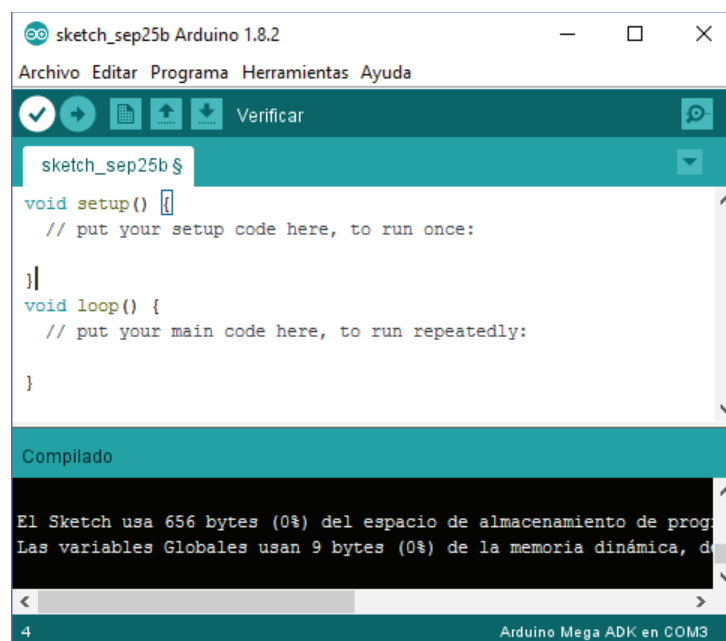 sketch_sep25b Arduino 1.8.2
Archivo Editar Programa Herramientas Ayuda
Verificar
sketch_sep25b §
void setup() {
  // put your setup code here, to run once:
}
void loop() {
  // put your main code here, to run repeatedly:
}
Compilado
El Sketch usa 656 bytes (0%) del espacio de almacenamiento de prog
Las variables Globales usan 9 bytes (0%) de la memoria dinámica, de
4
Arduino Mega ADK en COM3